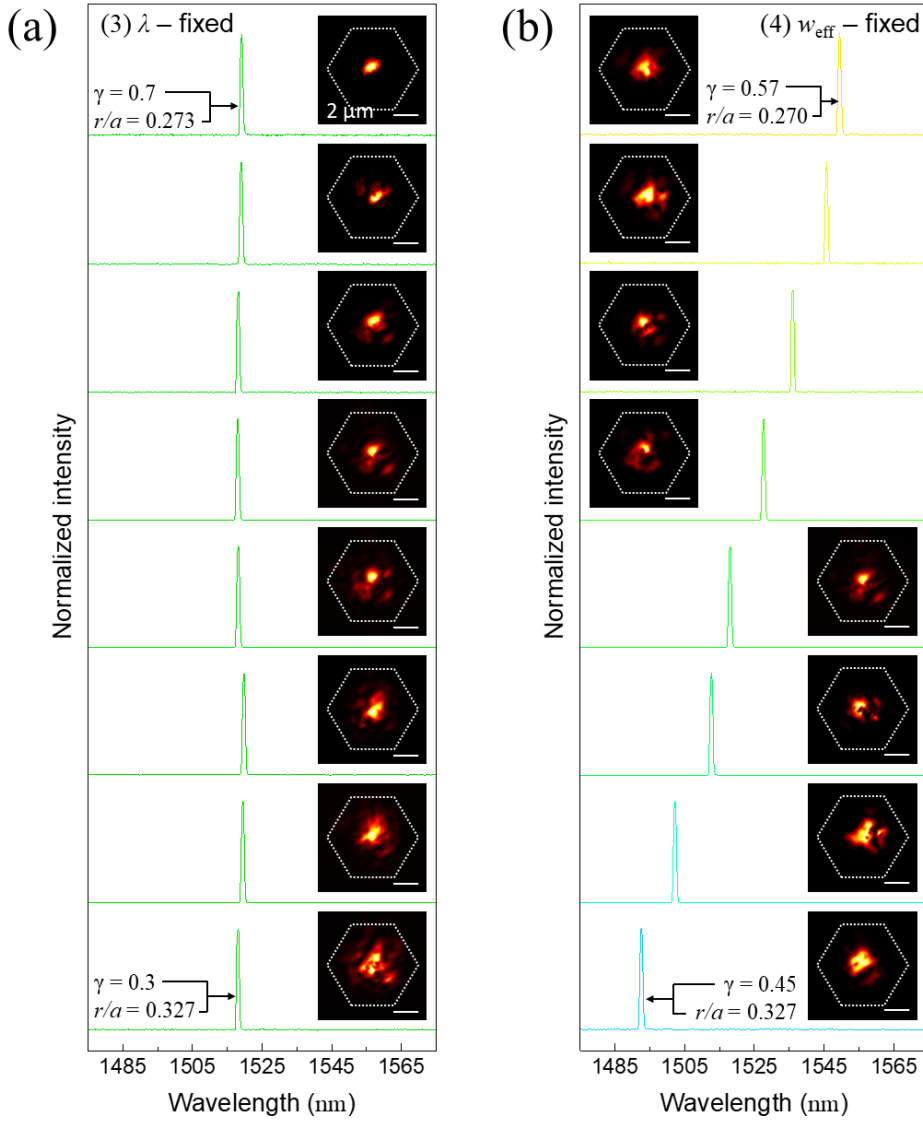 (a)
(3) λ – fixed
γ = 0.7
r/a = 0.273
2 μm
γ = 0.3
r/a = 0.327
Normalized intensity
1485 1505 1525 1545 1565
Wavelength (nm)
(b)
(4) weff – fixed
γ = 0.57
r/a = 0.270
γ = 0.45
r/a = 0.327
Normalized intensity
1485 1505 1525 1545 1565
Wavelength (nm)